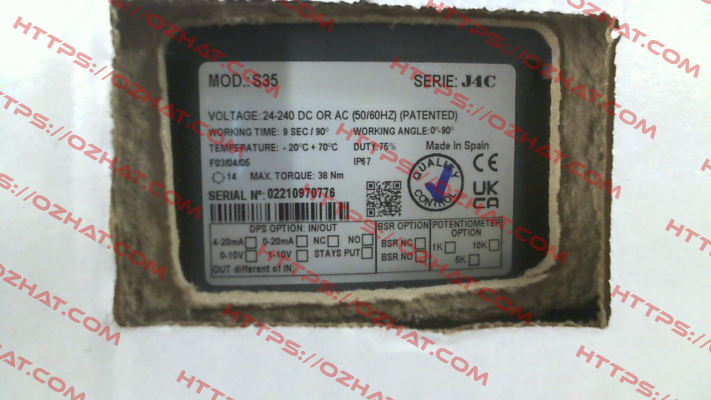 MOD.: S35 SERIE: J4C
VOLTAGE: 24-240 DC OR AC (50/60HZ) (PATENTED)
WORKING TIME: 9 SEC / 90° WORKING ANGLE: 0°-90°
TEMPERATURE: - 20°C + 70°C DUTY: 75% Made In Spain
F03/04/05 IP67
14 MAX. TORQUE: 38 Nm
QUALITY CONTROL
CE
UK CA
SERIAL Nº: 02210970776
DPS OPTION: IN/OUT
4-20mA 0-20mA NC NO
0-10V 1-10V STAYS PUT
OUT different of IN
BSR OPTION
BSR NC
BSR NO
POTENTIOMETER OPTION
1K 10K
5K
HTTPS://OZHAT.COM